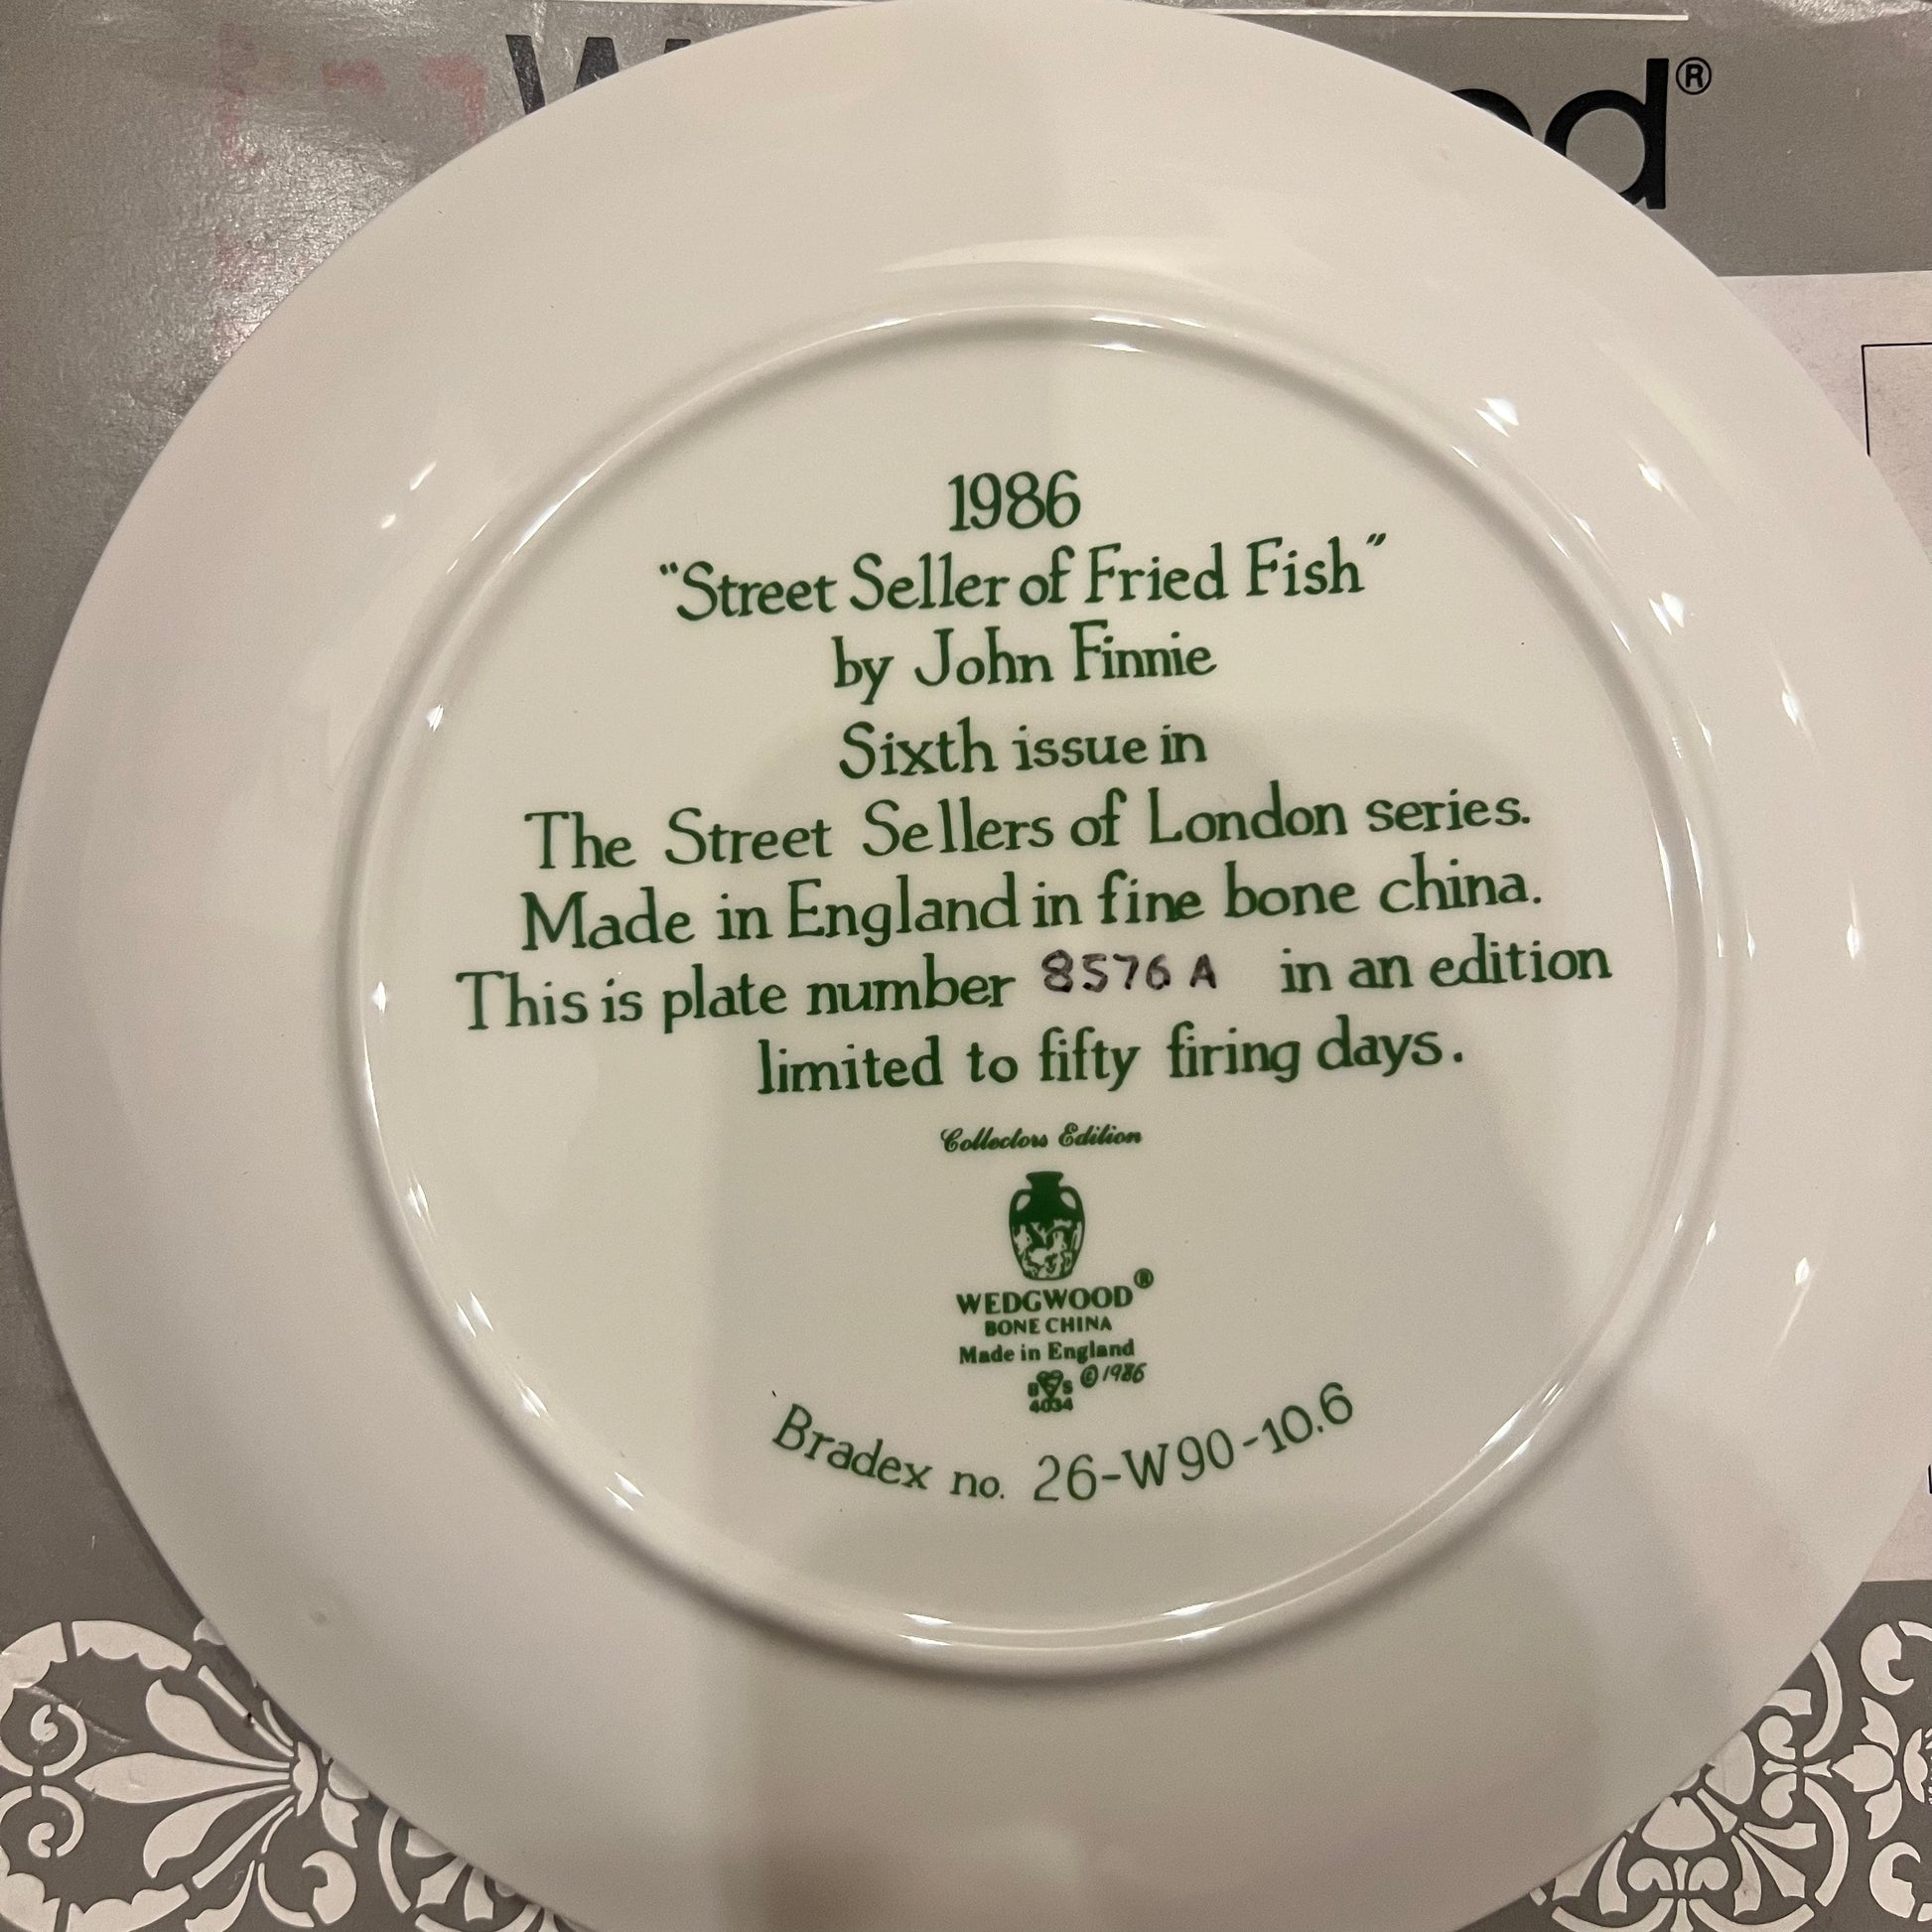 1986
"Street Seller of Fried Fish"
by John Finnie
Sixth issue in
The Street Sellers of London series.
Made in England in fine bone china.
This is plate number 8576 A in an edition
limited to fifty firing days.
Collectors Edition
WEDGWOOD®
BONE CHINA
Made in England
©1986
4034
Bradex no. 26-W90-10.6